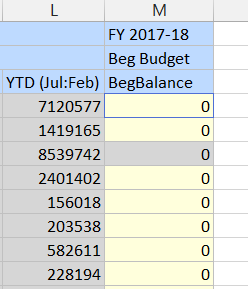 L M
FY 2017-18
Beg Budget
YTD (Jul:Feb) BegBalance
7120577 0
1419165 0
8539742 0
2401402 0
156018 0
203538 0
582611 0
228194 0